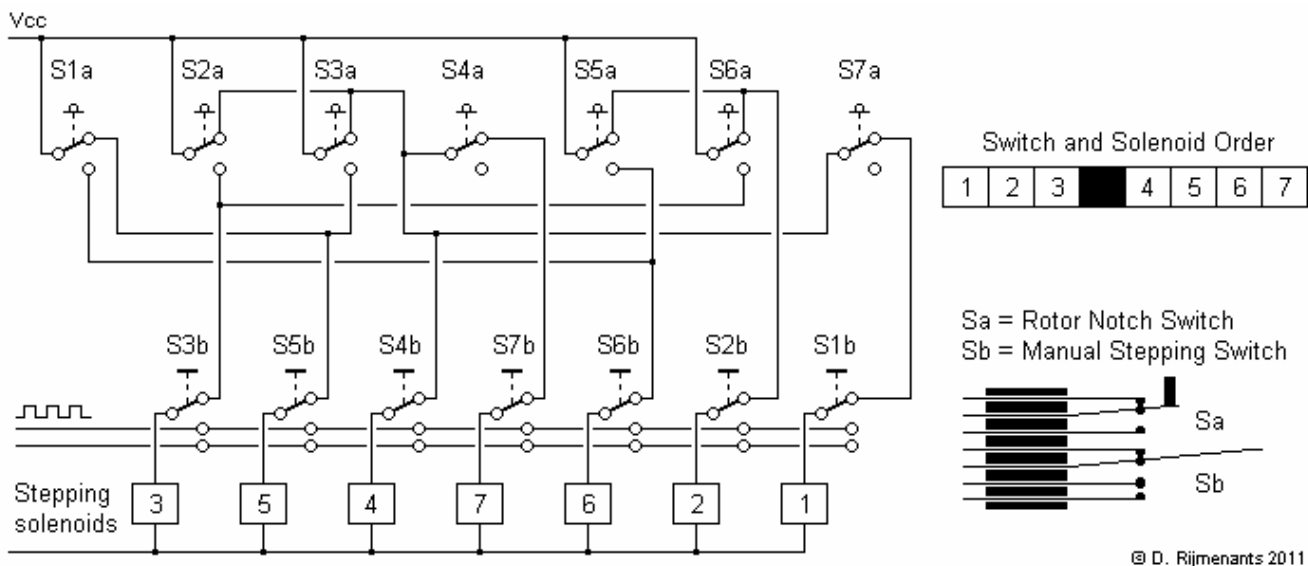 Vcc
S1a S2a S3a S4a S5a S6a S7a
Switch and Solenoid Order
1 2 3 4 5 6 7
S3b S5b S4b S7b S6b S2b S1b
Sa = Rotor Notch Switch
Sb = Manual Stepping Switch
Sa
Sb
Stepping
solenoids
3 5 4 7 6 2 1
© D. Rijmenants 2011